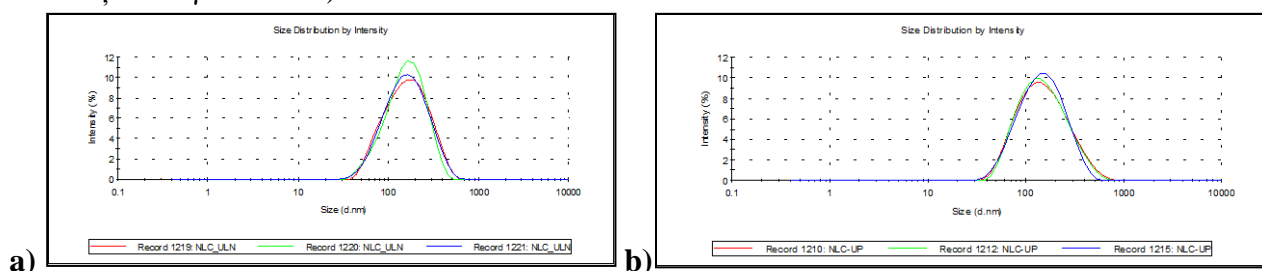 a)
Size Distribution by Intensity
Intensity (%)
12
10
8
6
4
2
0
0.1 1 10 100 1000 10000
Size (d.nm)
Record 1219: NLC_ULN Record 1220: NLC_ULN Record 1221: NLC_ULN
b)
Size Distribution by Intensity
Intensity (%)
12
10
8
6
4
2
0
0.1 1 10 100 1000 10000
Size (d.nm)
Record 1210: NLC-UP Record 1212: NLC-UP Record 1215: NLC-UP